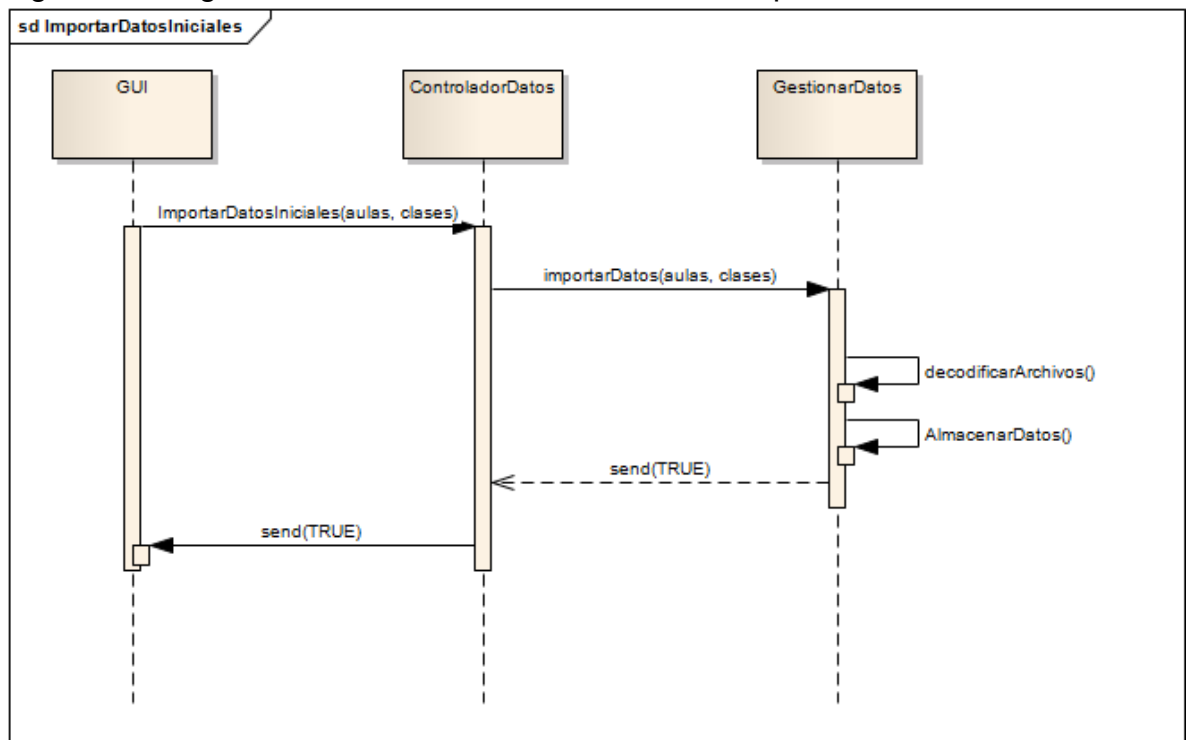 sd ImportarDatosIniciales
GUI
ControladorDatos
GestionarDatos
ImportarDatosIniciales(aulas, clases)
importarDatos(aulas, clases)
decodificarArchivos()
AlmacenarDatos()
send(TRUE)
send(TRUE)